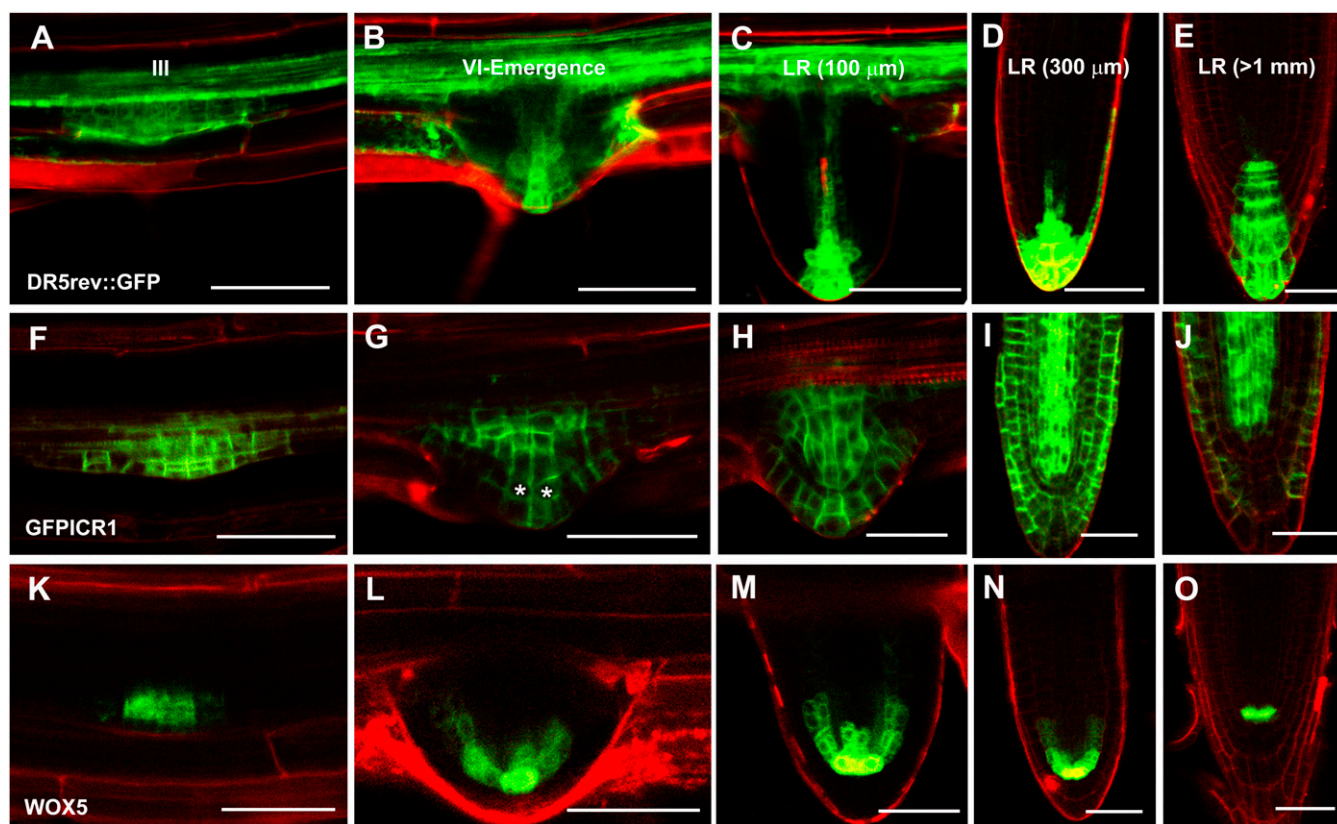 A
III
DR5rev::GFP
B
VI-Emergence
C
LR (100 μm)
D
LR (300 μm)
E
LR (>1 mm)
F
GFPICR1
G
* *
H
I
J
K
WOX5
L
M
N
O